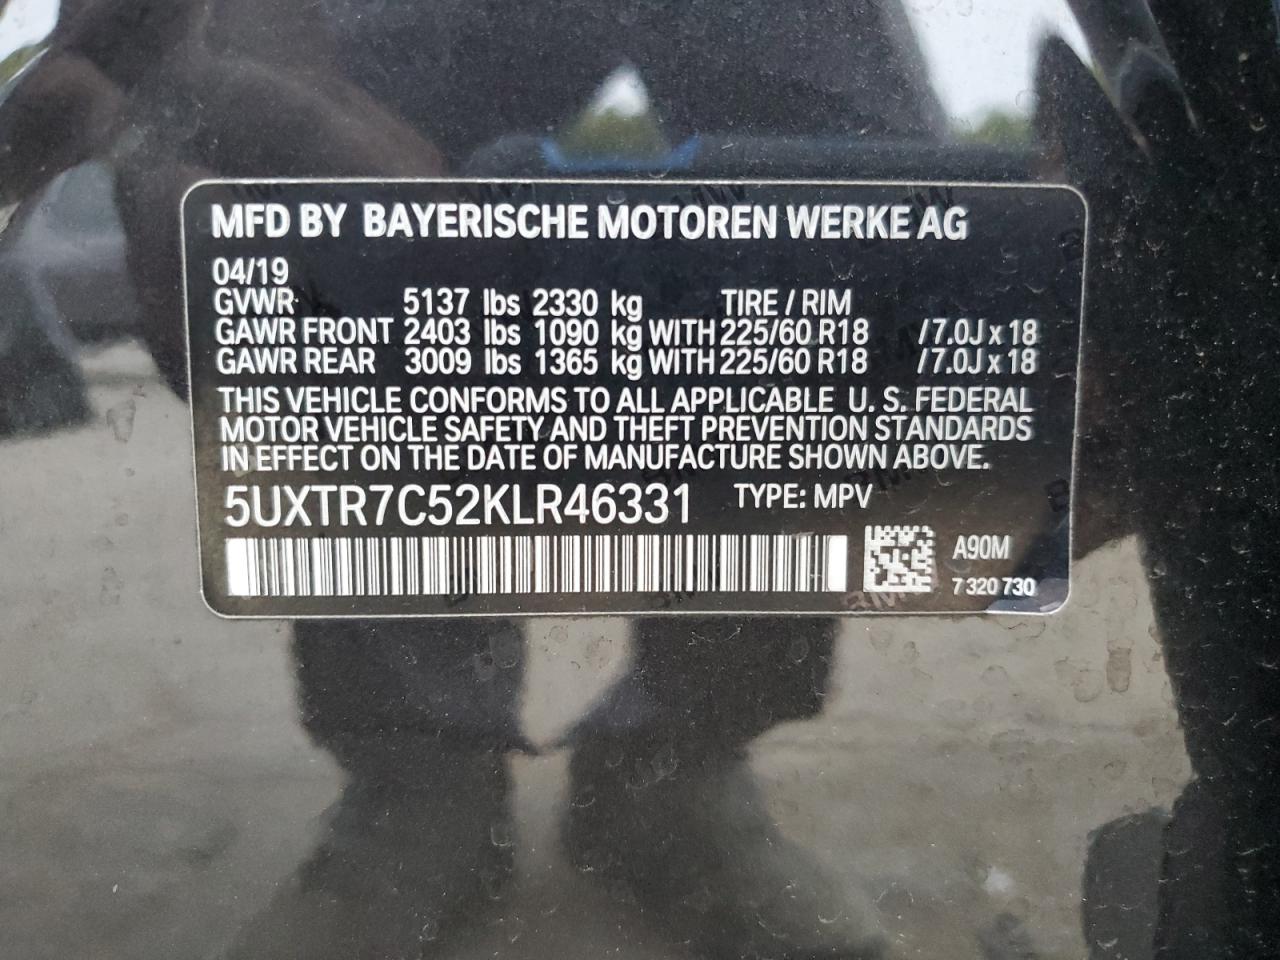 MFD BY BAYERISCHE MOTOREN WERKE AG
04/19
GVWR 5137 lbs 2330 kg TIRE / RIM
GAWR FRONT 2403 lbs 1090 kg WITH 225/60 R18 /7.0J x 18
GAWR REAR 3009 lbs 1365 kg WITH 225/60 R18 /7.0J x 18
THIS VEHICLE CONFORMS TO ALL APPLICABLE U. S. FEDERAL
MOTOR VEHICLE SAFETY AND THEFT PREVENTION STANDARDS
IN EFFECT ON THE DATE OF MANUFACTURE SHOWN ABOVE.
5UXTR7C52KLR46331 TYPE: MPV
A90M
7 320 730